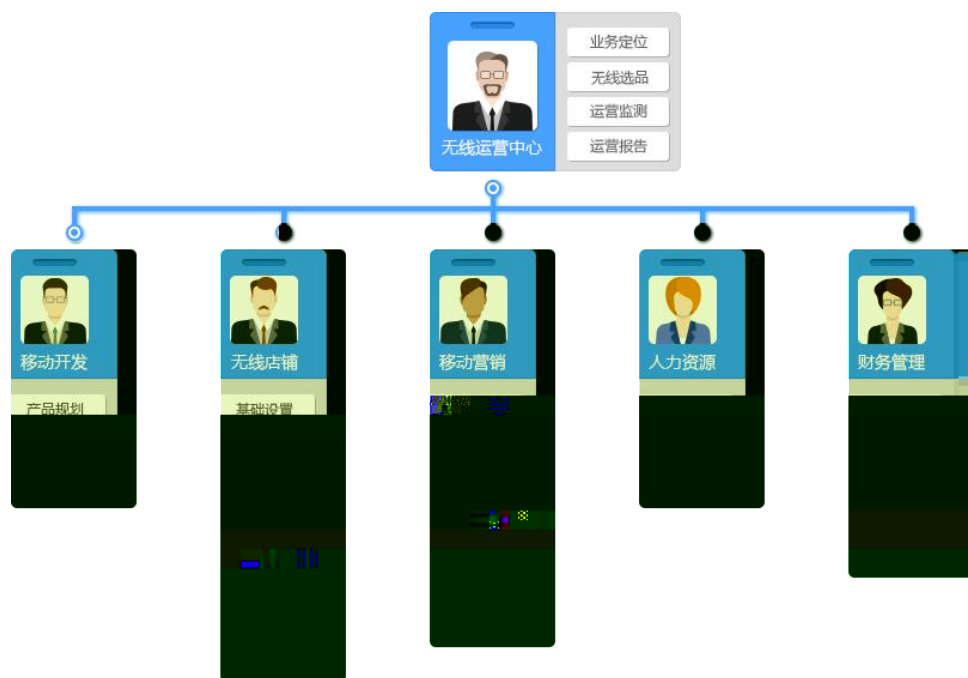 业务定位
无线选品
运营监测
运营报告
无线运营中心
移动开发
无线店铺
移动营销
人力资源
财务管理
产品规划
基础设置